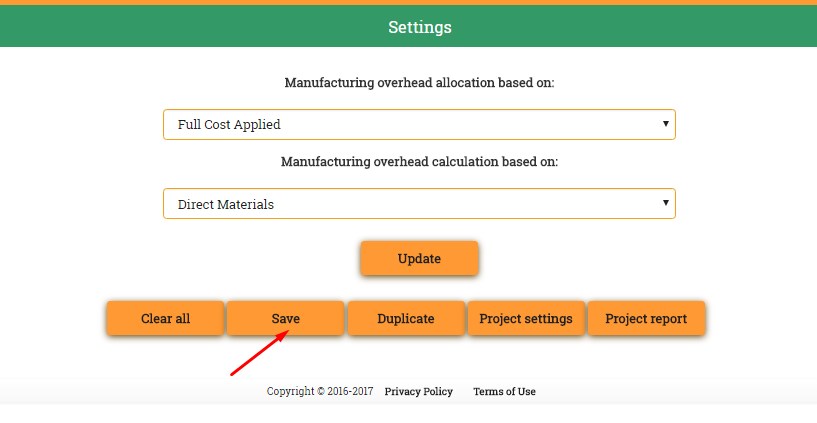 Settings
Manufacturing overhead allocation based on:
Full Cost Applied
Manufacturing overhead calculation based on:
Direct Materials
Update
Clear all Save Duplicate Project settings Project report
Copyright © 2016-2017 Privacy Policy Terms of Use